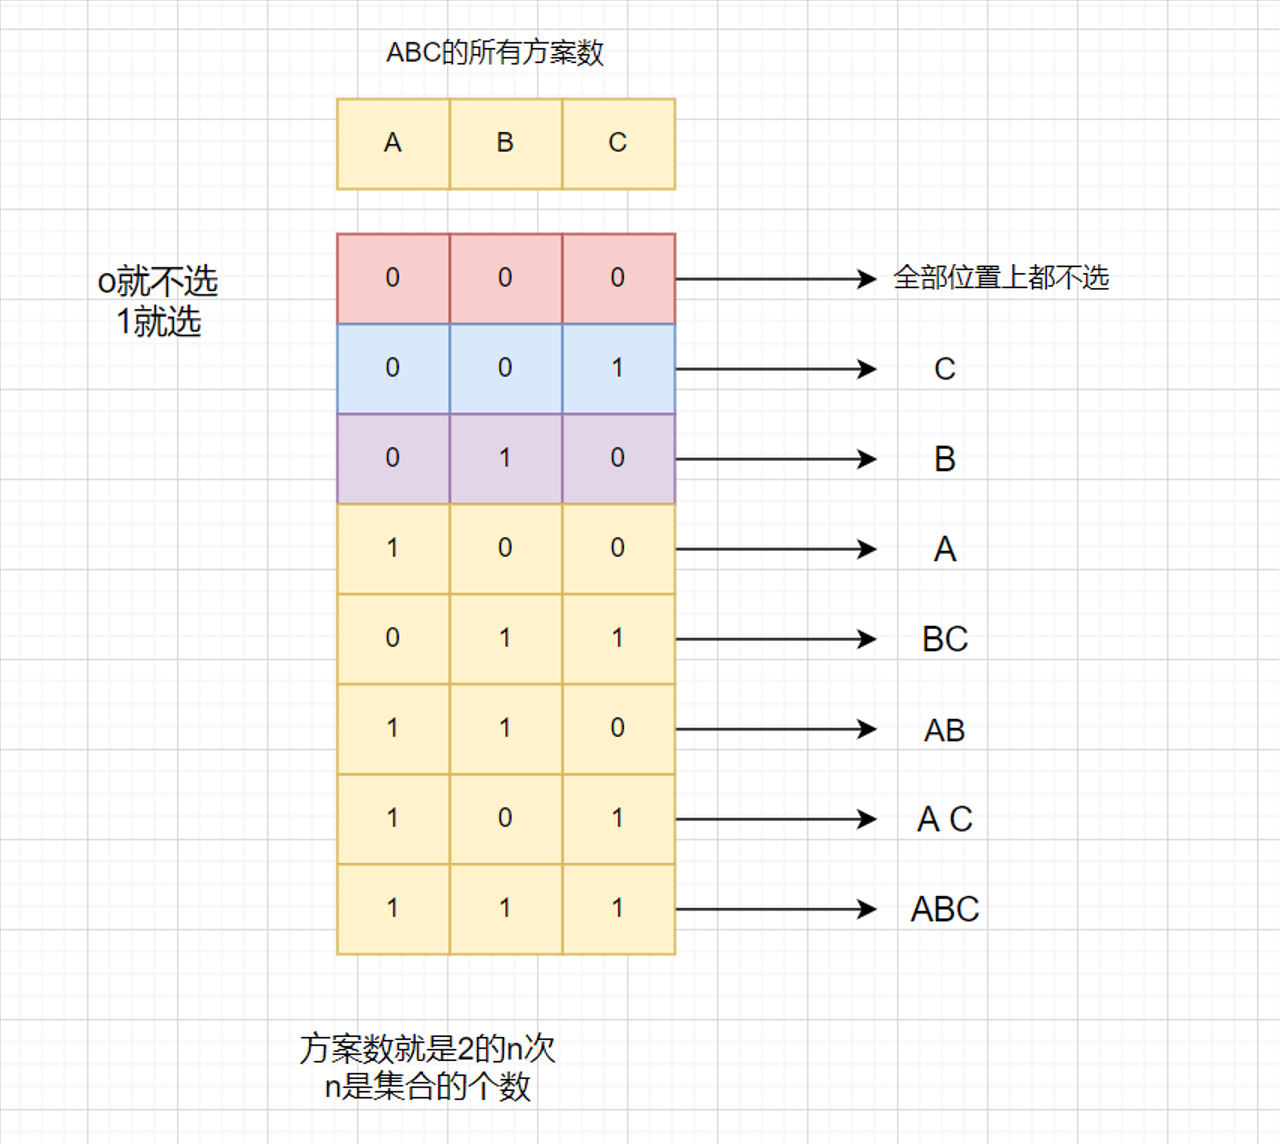 ABC的所有方案数
A B C
o就不选
1就选
0 0 0 全部位置上都不选
0 0 1 C
0 1 0 B
1 0 0 A
0 1 1 BC
1 1 0 AB
1 0 1 A C
1 1 1 ABC
方案数就是2的n次
n是集合的个数